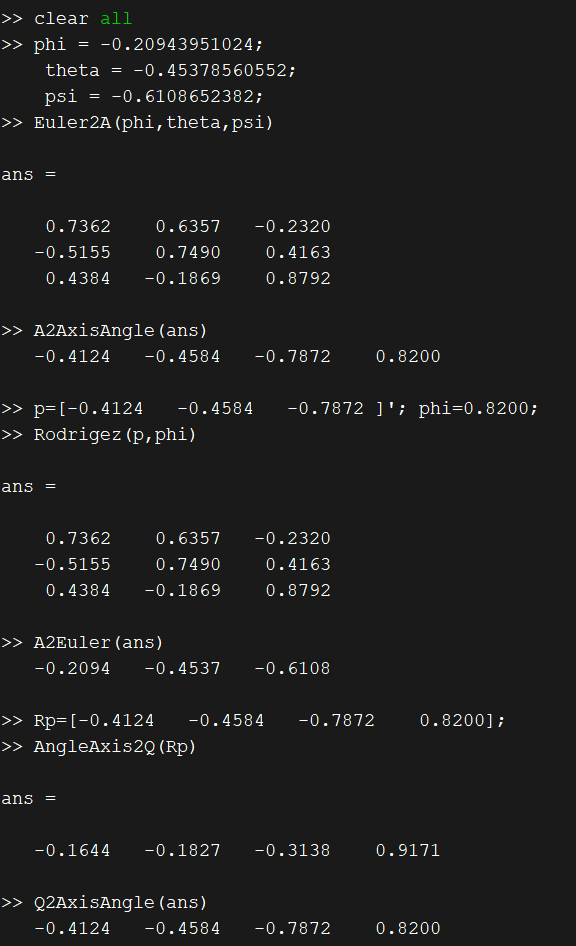 >> clear all
>> phi = -0.20943951024;
theta = -0.45378560552;
psi = -0.6108652382;
>> Euler2A(phi,theta,psi)
ans =
0.7362 0.6357 -0.2320
-0.5155 0.7490 0.4163
0.4384 -0.1869 0.8792
>> A2AxisAngle(ans)
-0.4124 -0.4584 -0.7872 0.8200
>> p=[-0.4124 -0.4584 -0.7872 ]'; phi=0.8200;
>> Rodrigez(p,phi)
ans =
0.7362 0.6357 -0.2320
-0.5155 0.7490 0.4163
0.4384 -0.1869 0.8792
>> A2Euler(ans)
-0.2094 -0.4537 -0.6108
>> Rp=[-0.4124 -0.4584 -0.7872 0.8200];
>> AngleAxis2Q(Rp)
ans =
-0.1644 -0.1827 -0.3138 0.9171
>> Q2AxisAngle(ans)
-0.4124 -0.4584 -0.7872 0.8200